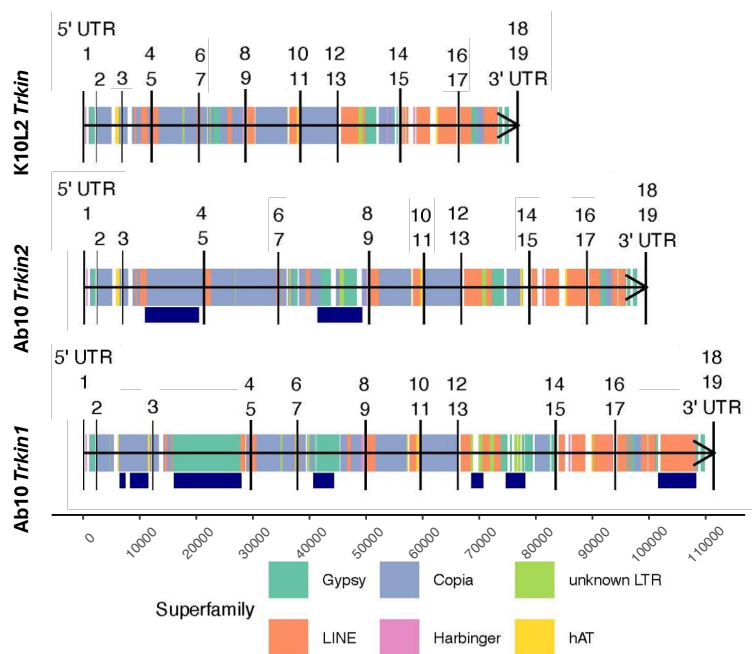 5' UTR 18
1 4 6 8 10 12 14 16 19
2 3 5 7 9 11 13 15 17 3' UTR
K10L2 Trkin
5' UTR 18
1 4 6 8 10 12 14 16 19
2 3 5 7 9 11 13 15 17 3' UTR
Ab10 Trkin2
5' UTR 18
1 4 6 8 10 12 14 16 19
2 3 5 7 9 11 13 15 17 3' UTR
Ab10 Trkin1
0 10000 20000 30000 40000 50000 60000 70000 80000 90000 100000 110000
Superfamily
Gypsy Copia unknown LTR
LINE Harbinger hAT